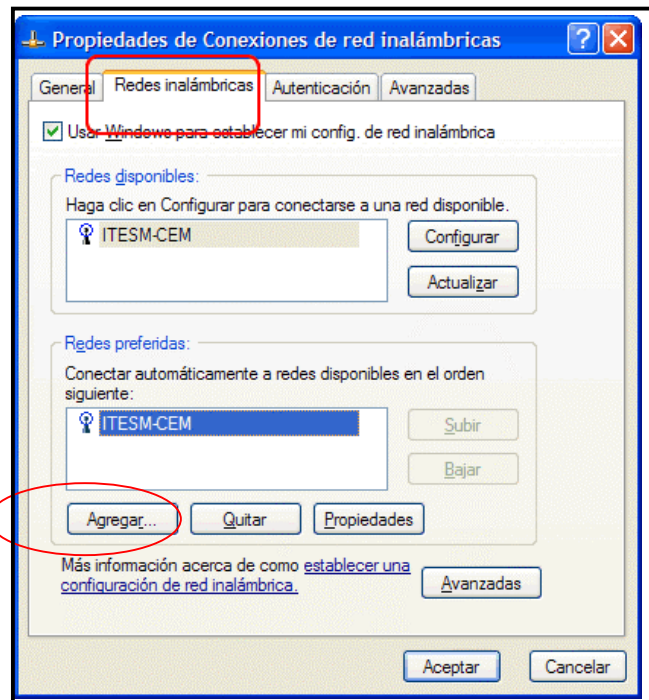 Propiedades de Conexiones de red inalámbricas
General Redes inalámbricas Autenticación Avanzadas
Usar Windows para establecer mi config. de red inalámbrica
Redes disponibles:
Haga clic en Configurar para conectarse a una red disponible.
ITESM-CEM
Configurar
Actualizar
Redes preferidas:
Conectar automáticamente a redes disponibles en el orden
siguiente:
ITESM-CEM
Subir
Bajar
Agregar... Quitar Propiedades
Más información acerca de como establecer una
configuración de red inalámbrica.
Avanzadas
Aceptar Cancelar